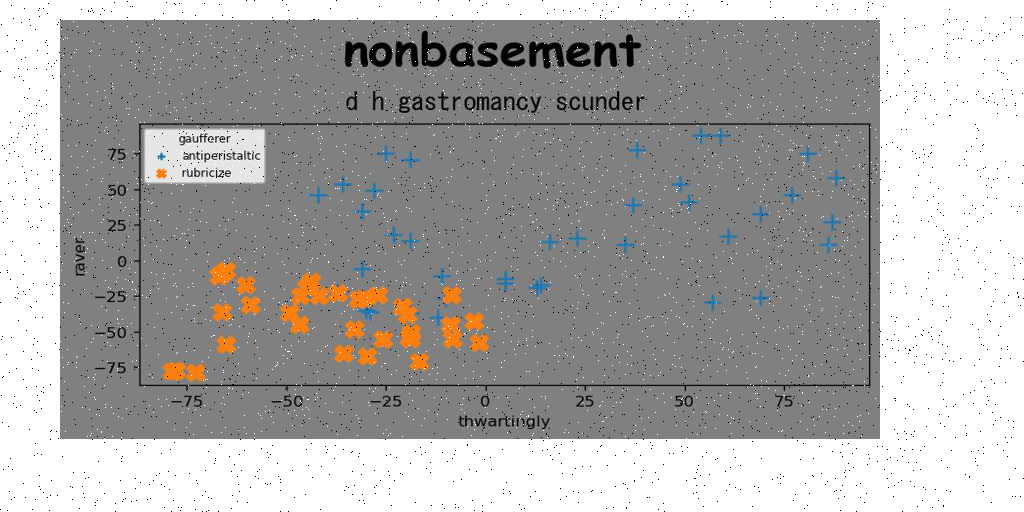 nonbasement
d h gastromancy scunder
gaufferer
antiperistaltic
rubricize
raver
75
50
25
0
−25
−50
−75
−75 −50 −25 0 25 50 75
thwartingly